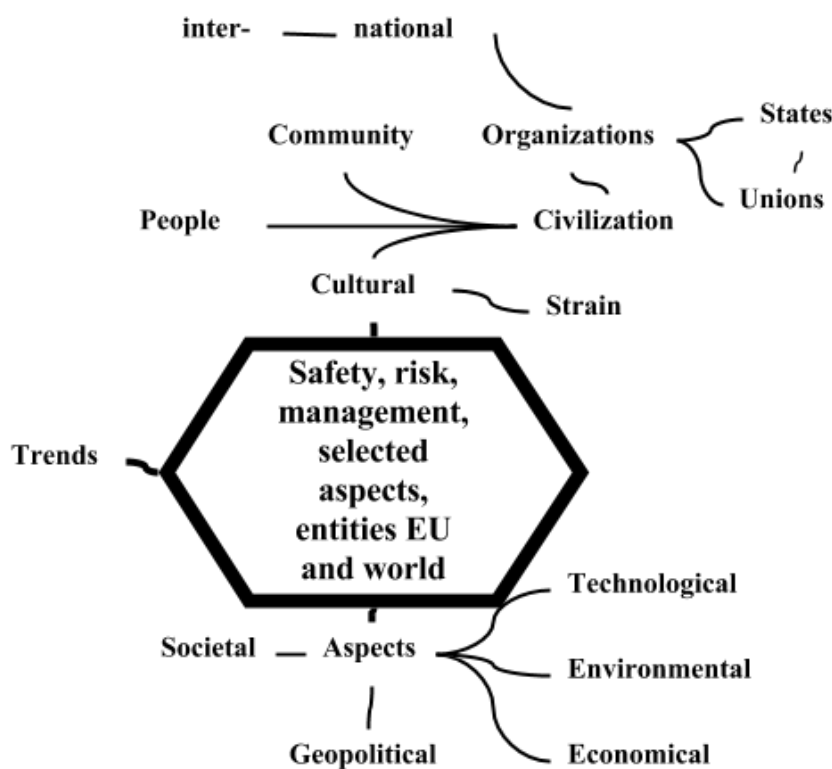 inter- national
States
Community Organizations
Unions
People Civilization
Cultural
Strain
Safety, risk,
management,
Trends
selected
aspects,
entities EU
and world
Technological
Societal Aspects
Environmental
Geopolitical Economical